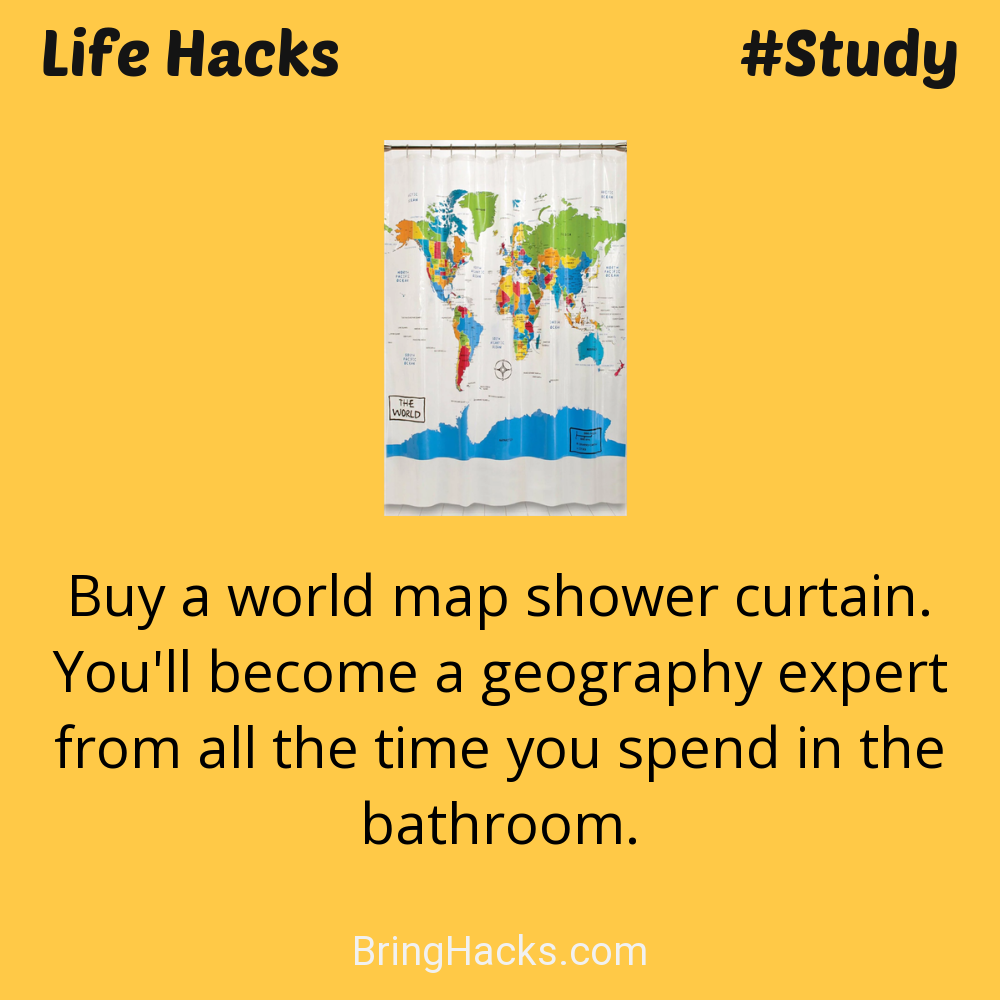 Life Hacks
#Study
THE
WORLD
Buy a world map shower curtain.
You'll become a geography expert
from all the time you spend in the
bathroom.
BringHacks.com